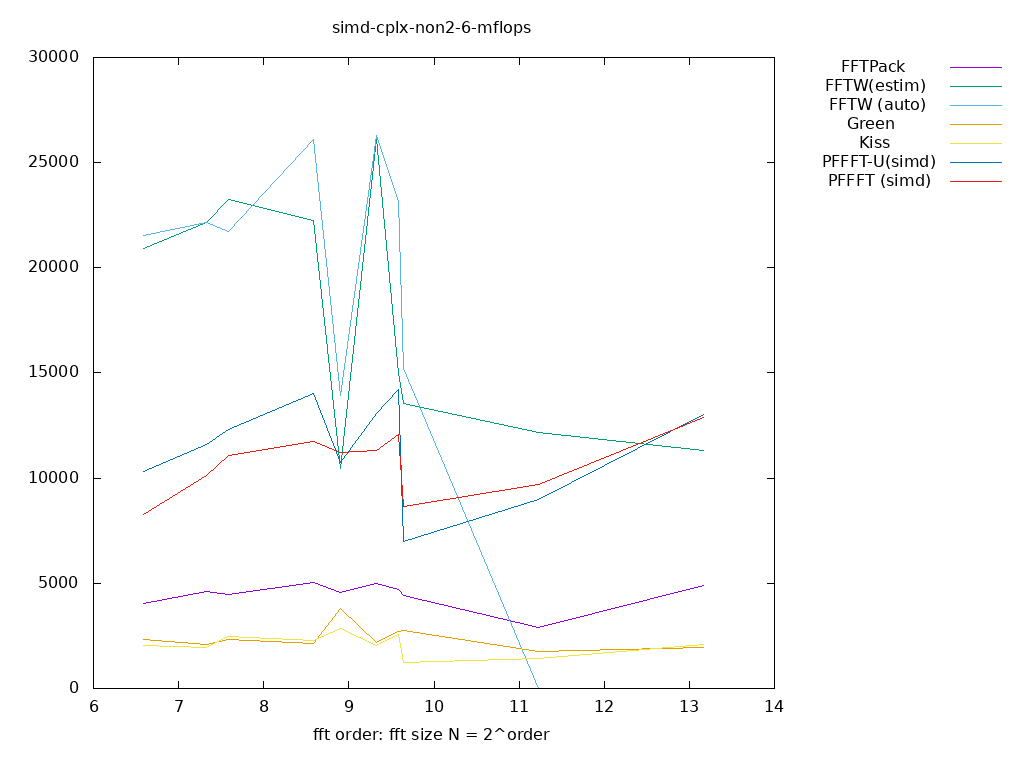 simd-cplx-non2-6-mflops
30000
25000
20000
15000
10000
5000
0
6 7 8 9 10 11 12 13 14
fft order: fft size N = 2^order
FFTPack
FFTW(estim)
FFTW (auto)
Green
Kiss
PFFFT-U(simd)
PFFFT (simd)